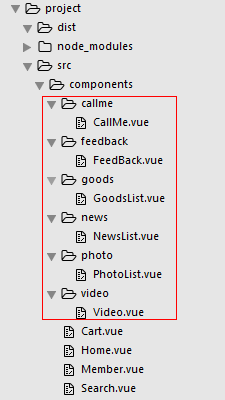 project
dist
node_modules
src
components
callme
CallMe.vue
feedback
FeedBack.vue
goods
GoodsList.vue
news
NewsList.vue
photo
PhotoList.vue
video
Video.vue
Cart.vue
Home.vue
Member.vue
Search.vue